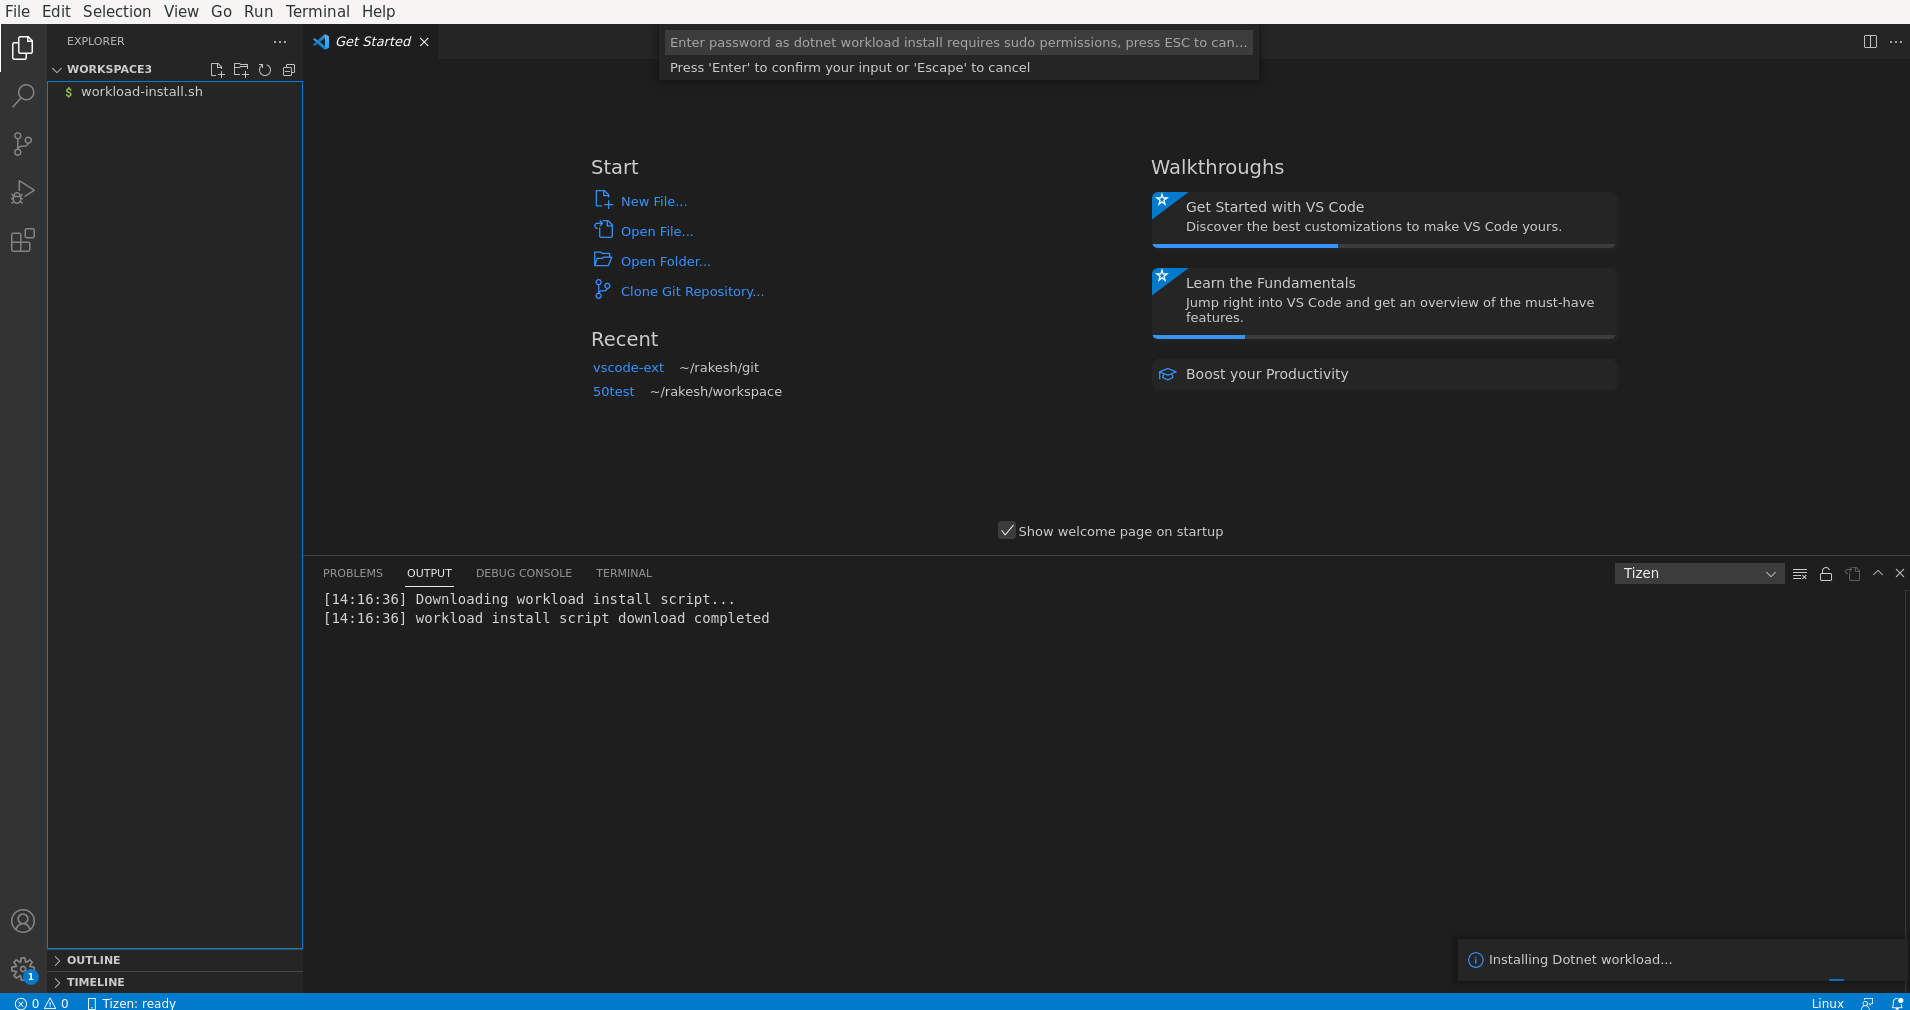 File Edit Selection View Go Run Terminal Help
EXPLORER
Get Started
Enter password as dotnet workload install requires sudo permissions, press ESC to can...
Press 'Enter' to confirm your input or 'Escape' to cancel
WORKSPACE3
workload-install.sh
Start
New File...
Open File...
Open Folder...
Clone Git Repository...
Recent
vscode-ext ~/rakesh/git
50test ~/rakesh/workspace
Walkthroughs
Get Started with VS Code
Discover the best customizations to make VS Code yours.
Learn the Fundamentals
Jump right into VS Code and get an overview of the must-have
features.
Boost your Productivity
Show welcome page on startup
PROBLEMS OUTPUT DEBUG CONSOLE TERMINAL
Tizen
[14:16:36] Downloading workload install script...
[14:16:36] workload install script download completed
Installing Dotnet workload...
OUTLINE
TIMELINE
1
0 0 Tizen: ready
Linux